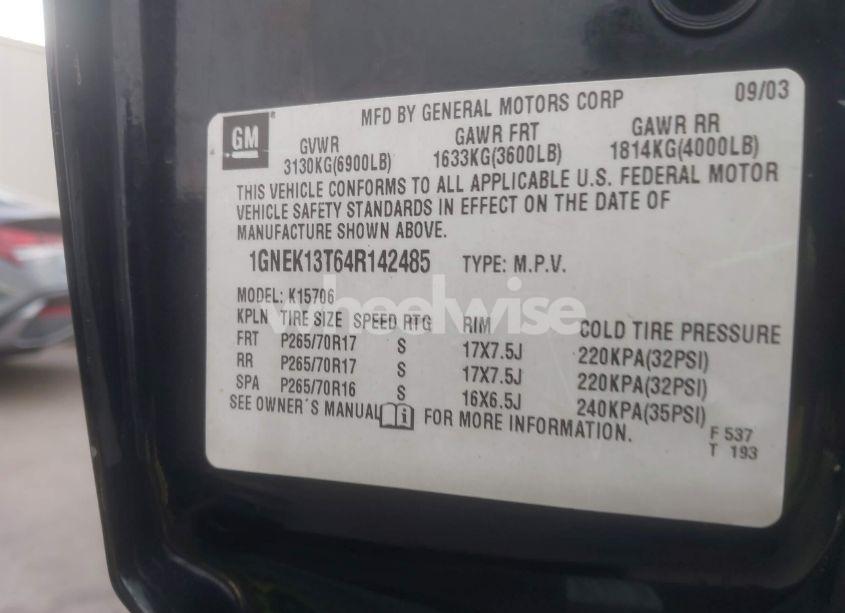 GM
®
MFD BY GENERAL MOTORS CORP 09/03
GVWR GAWR FRT GAWR RR
3130KG(6900LB) 1633KG(3600LB) 1814KG(4000LB)
THIS VEHICLE CONFORMS TO ALL APPLICABLE U.S. FEDERAL MOTOR
VEHICLE SAFETY STANDARDS IN EFFECT ON THE DATE OF
MANUFACTURE SHOWN ABOVE.
1GNEK13T64R142485 TYPE: M.P.V.
MODEL: K15706
wheelwise
KPLN TIRE SIZE SPEED RTG RIM COLD TIRE PRESSURE
FRT P265/70R17 S 17X7.5J 220KPA(32PSI)
RR P265/70R17 S 17X7.5J 220KPA(32PSI)
SPA P265/70R16 S 16X6.5J 240KPA(35PSI)
SEE OWNER'S MANUAL FOR MORE INFORMATION.
F 537
T 193